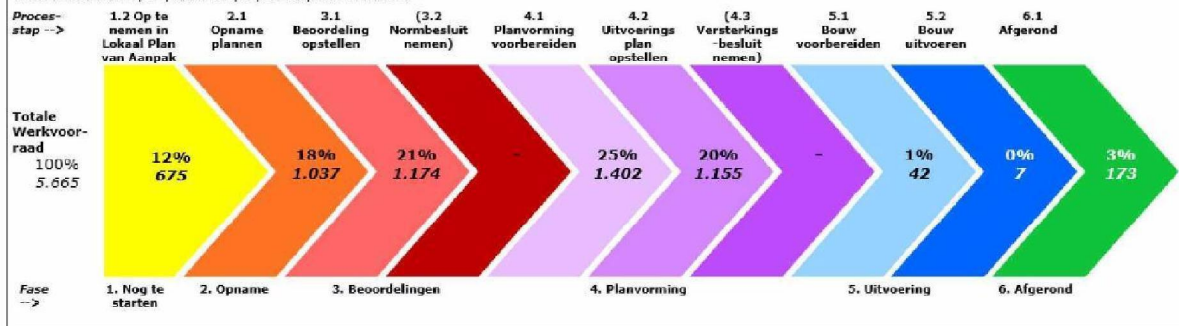 Proces-
stap -->
1.2 Op te
nemen in
Lokaal Plan
van Aanpak
2.1
Opname
plannen
3.1
Beoordeling
opstellen
(3.2
Normbesluit
nemen)
4.1
Planvorming
voorbereiden
4.2
Uitvoerings
plan
opstellen
(4.3
Versterkings
-besluit
nemen)
5.1
Bouw
voorbereiden
5.2
Bouw
uitvoeren
6.1
Afgerond
Totale
Werkvoor-
raad
100%
5.665
12%
675
18%
1.037
21%
1.174
-
25%
1.402
20%
1.155
-
1%
42
0%
7
3%
173
Fase
-->
1. Nog te
starten
2. Opname
3. Beoordelingen
4. Planvorming
5. Uitvoering
6. Afgerond